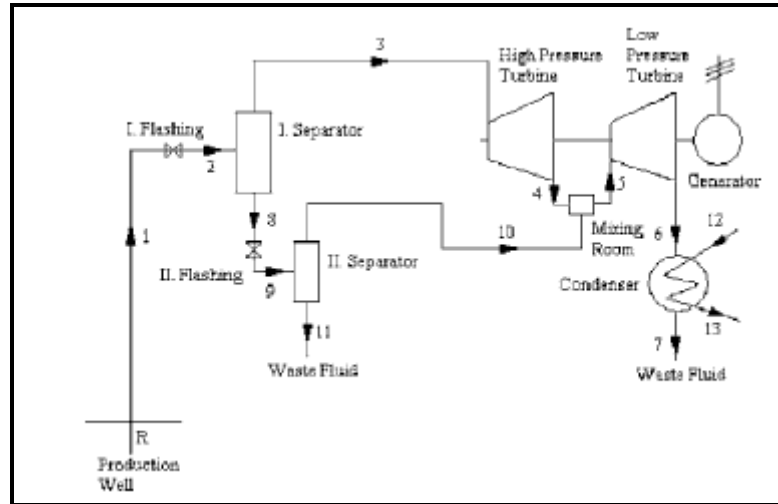 3
High Pressure
Turbine
Low
Pressure
Turbine
I. Flashing
I. Separator
2
4
5
Generator
1
8
10
Mixing
Room
6
12
II. Flashing
9
II. Separator
Condenser
11
13
7
Waste Fluid
Waste Fluid
R
Production
Well